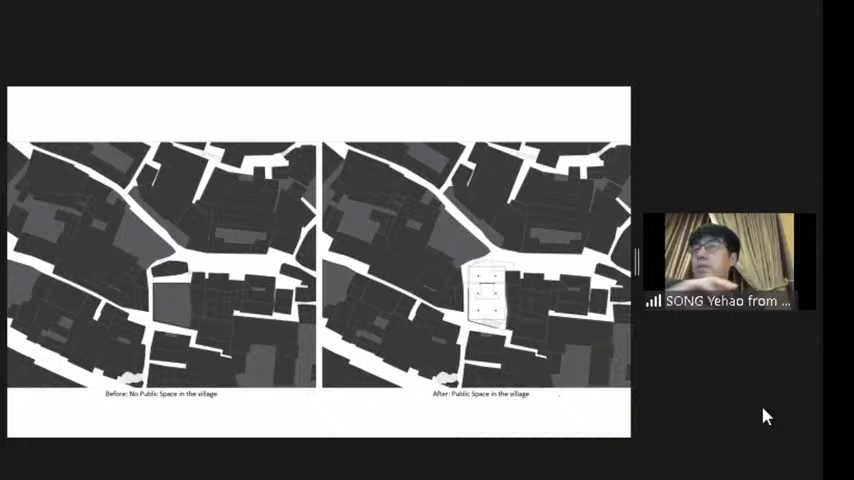 Before: No Public Space in the village
After: Public Space in the village
SONG Yehao from ...